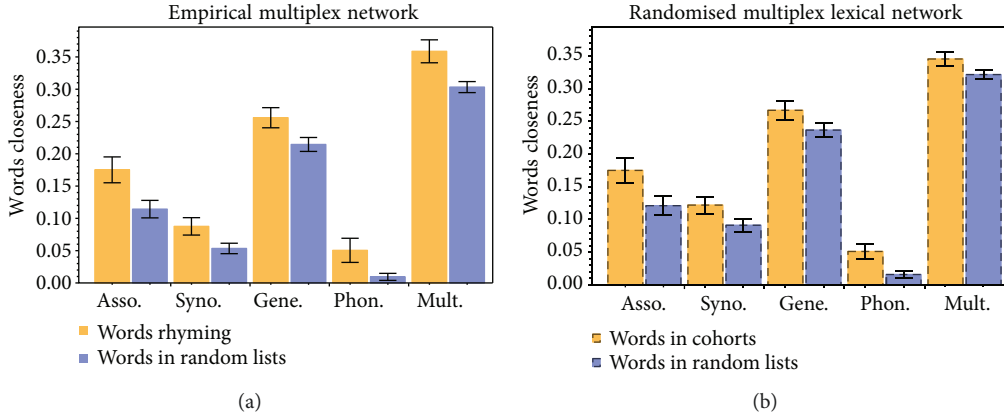 Empirical multiplex network
Words closeness
0.35
0.30
0.25
0.20
0.15
0.10
0.05
0.00
Asso. Syno. Gene. Phon. Mult.
Words rhyming
Words in random lists
(a)
Randomised multiplex lexical network
Words closeness
0.35
0.30
0.25
0.20
0.15
0.10
0.05
0.00
Asso. Syno. Gene. Phon. Mult.
Words in cohorts
Words in random lists
(b)